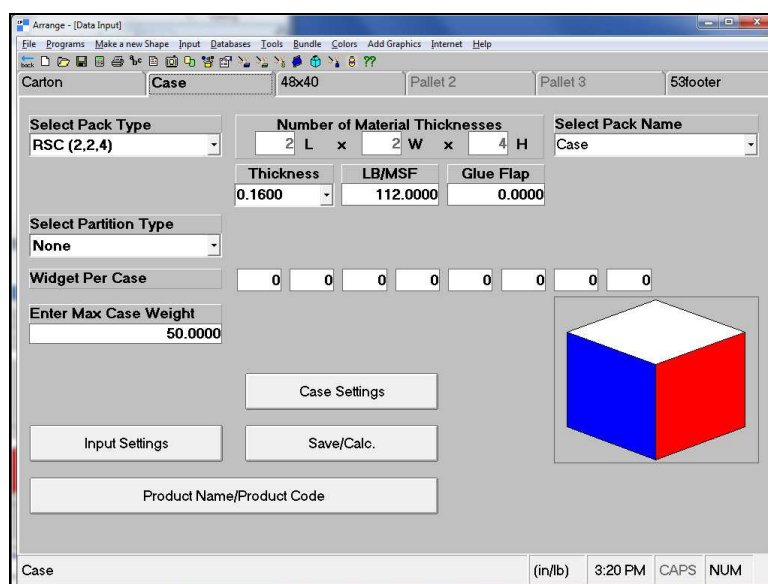 Arrange - [Data Input]
File Programs Make a new Shape Input Databases Tools Bundle Colors Add Graphics Internet Help
back
Carton Case 48x40 Pallet 2 Pallet 3 53footer
Select Pack Type Number of Material Thicknesses Select Pack Name
RSC (2,2,4) 2 L x 2 W x 4 H Case
Thickness LB/MSF Glue Flap
0.1600 112.0000 0.0000
Select Partition Type
None
Widget Per Case 0 0 0 0 0 0 0 0
Enter Max Case Weight
50.0000
Case Settings
Input Settings Save/Calc.
Product Name/Product Code
Case (in/lb) 3:20 PM CAPS NUM